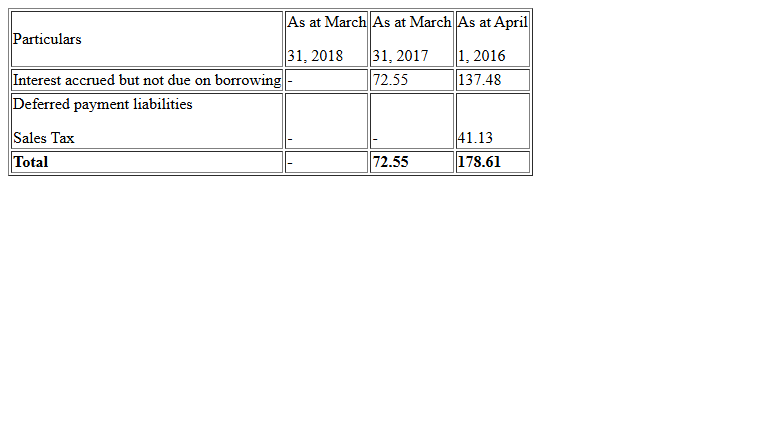 Particulars
As at March
31, 2018
As at March
31, 2017
As at April
1, 2016
Interest accrued but not due on borrowing - 72.55 137.48
Deferred payment liabilities
Sales Tax - - 41.13
Total - 72.55 178.61